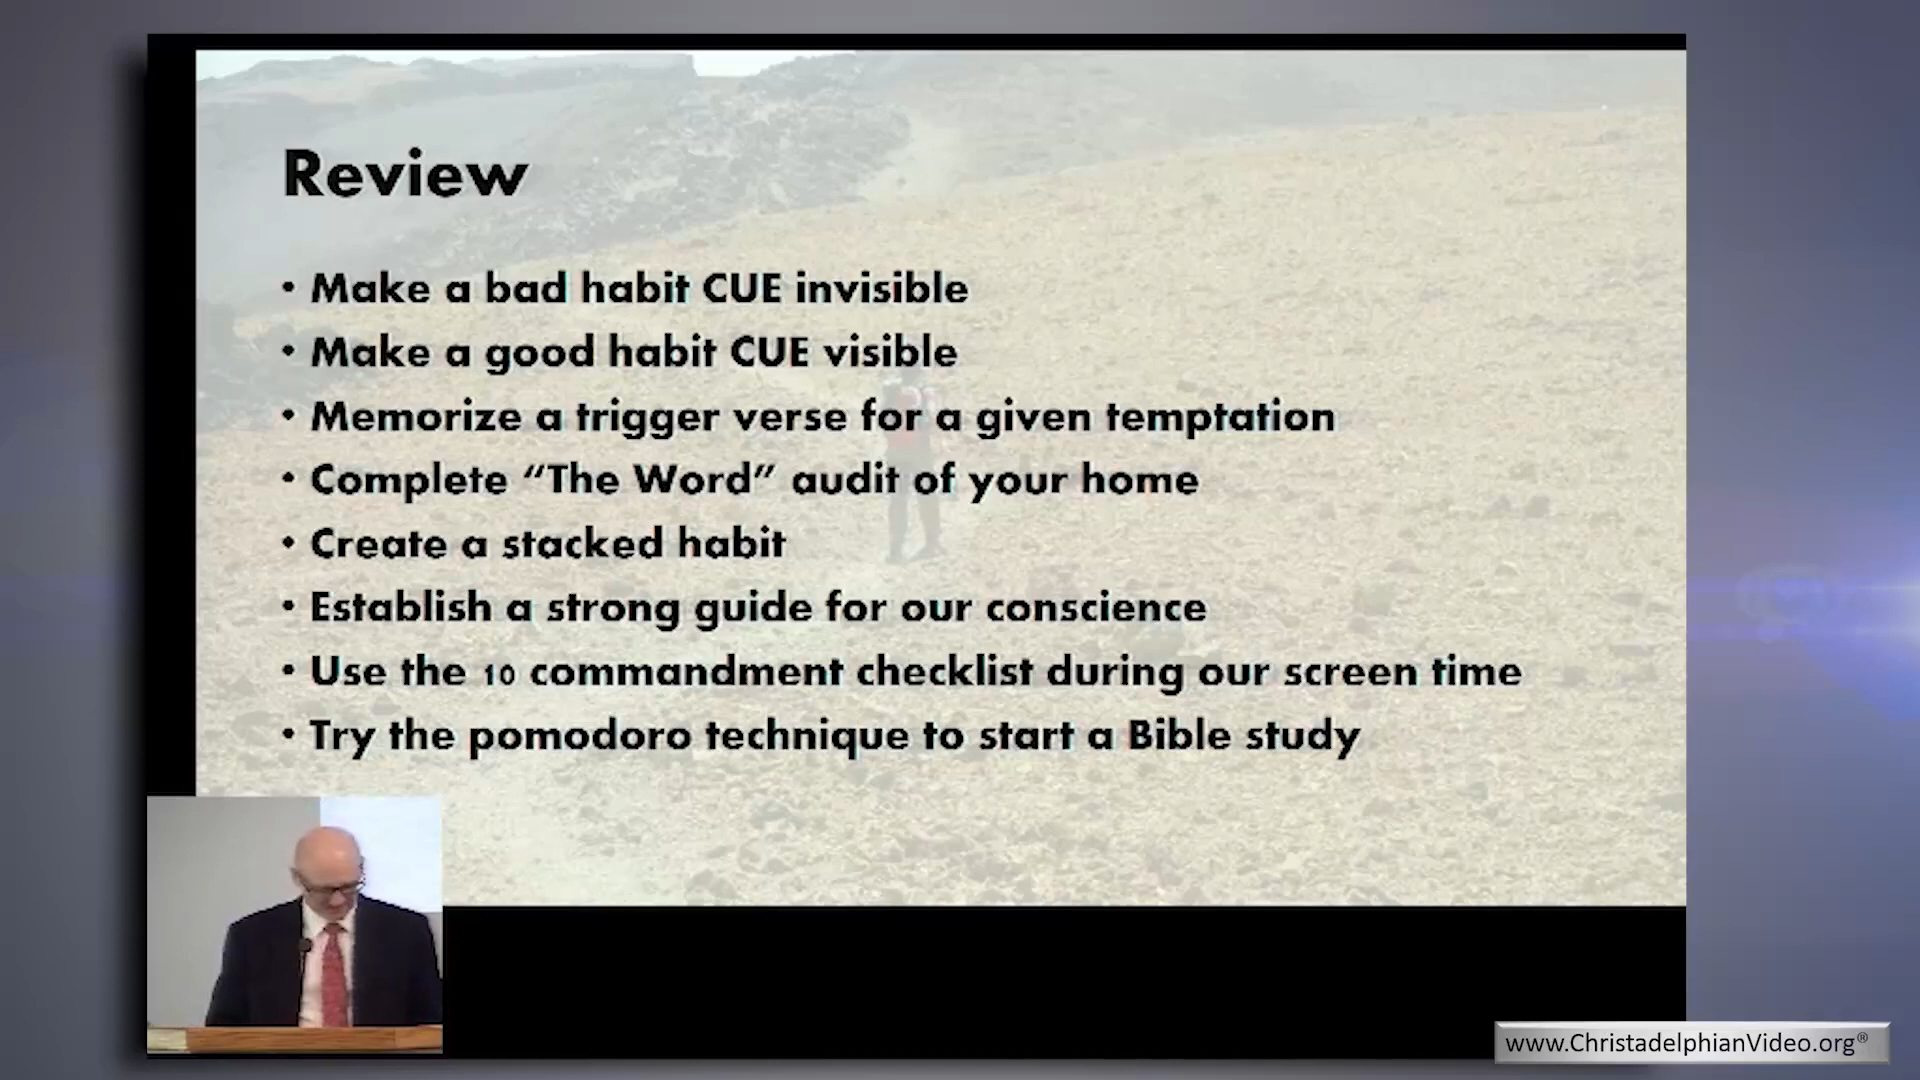 Review
• Make a bad habit CUE invisible
• Make a good habit CUE visible
• Memorize a trigger verse for a given temptation
• Complete “The Word” audit of your home
• Create a stacked habit
• Establish a strong guide for our conscience
• Use the 10 commandment checklist during our screen time
• Try the pomodoro technique to start a Bible study
www.ChristadelphianVideo.org®